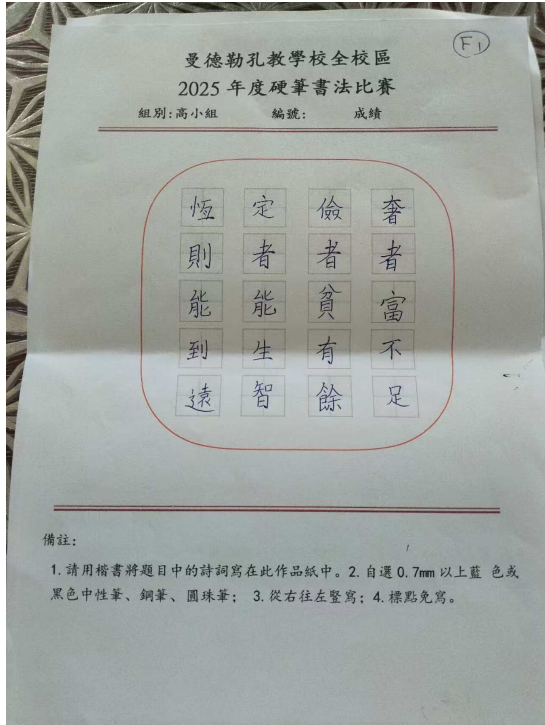 F1
曼德勒孔教學校全校區
2025 年度硬筆書法比賽
組別:高小組 編號: 成績
奢者富不足
儉者貧有餘
定者能生智
恆則能到遠
備註:
1.請用楷書將題目中的詩詞寫在此作品紙中。2.自選 0.7mm 以上藍 色或
黑色中性筆、鋼筆、圓珠筆; 3.從右往左豎寫;4.標點免寫。